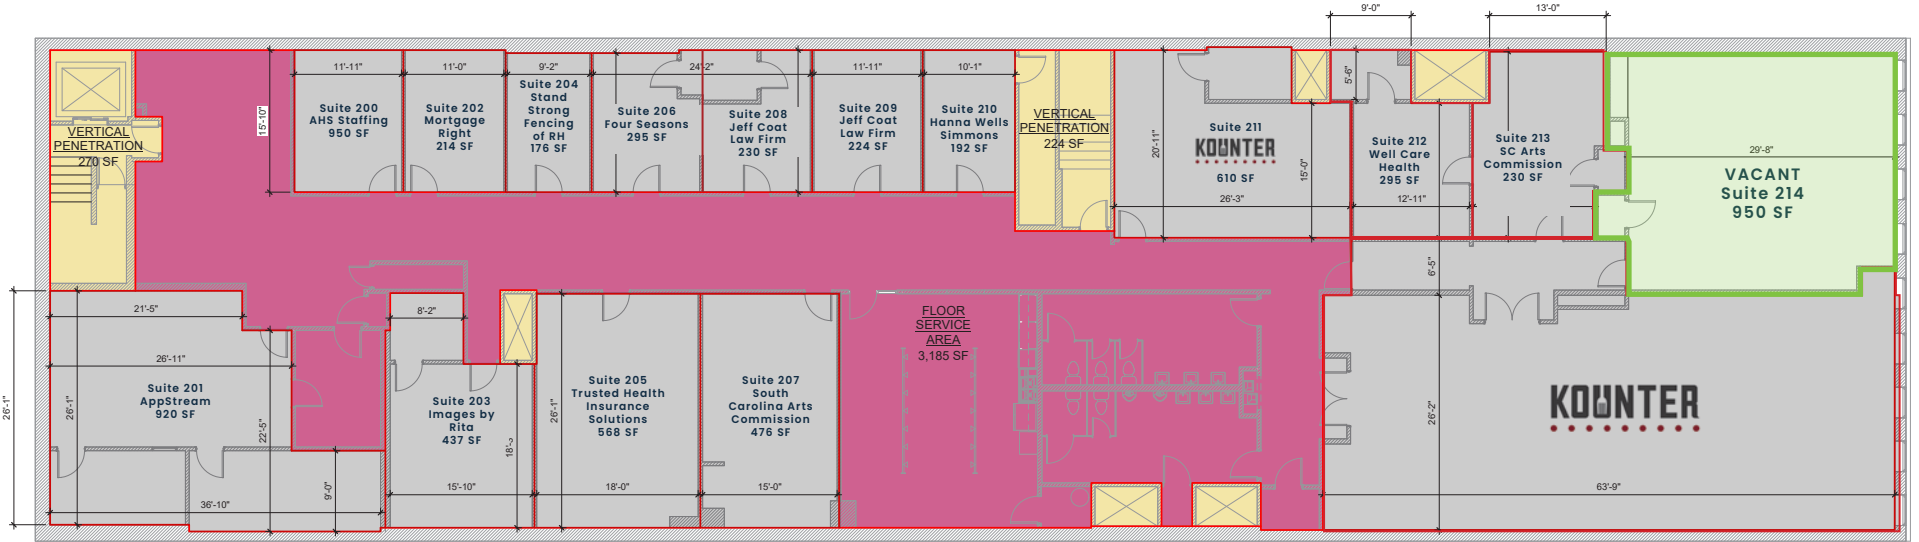 9'-0"
13'-0"
11'-11"
11'-0"
9'-2"
24'-2"
11'-11"
10'-1"
5'-6"
15'-10"
Suite 200
AHS Staffing
950 SF
Suite 202
Mortgage
Right
214 SF
Suite 204
Stand
Strong
Fencing
of RH
176 SF
Suite 206
Four Seasons
295 SF
Suite 208
Jeff Coat
Law Firm
230 SF
Suite 209
Jeff Coat
Law Firm
224 SF
Suite 210
Hanna Wells
Simmons
192 SF
VERTICAL
PENETRATION
270 SF
VERTICAL
PENETRATION
224 SF
20'-11"
Suite 211
KOUNTER
610 SF
15'-0"
26'-3"
Suite 212
Well Care
Health
295 SF
12'-11"
Suite 213
SC Arts
Commission
230 SF
29'-8"
VACANT
Suite 214
950 SF
6'-5"
21'-5"
26'-11"
26'-1"
26'-1"
Suite 201
AppStream
920 SF
22'-5"
9'-0"
36'-10"
8'-2"
Suite 203
Images by
Rita
437 SF
15'-10"
26'-1"
Suite 205
Trusted Health
Insurance
Solutions
568 SF
18'-0"
Suite 207
South
Carolina Arts
Commission
476 SF
15'-0"
FLOOR
SERVICE
AREA
3,185 SF
26'-2"
KOUNTER
63'-9"